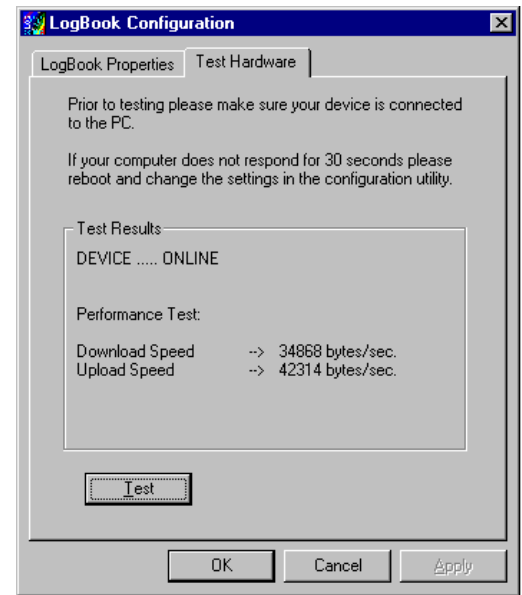 LogBook Configuration
LogBook Properties
Test Hardware
Prior to testing please make sure your device is connected
to the PC.
If your computer does not respond for 30 seconds please
reboot and change the settings in the configuration utility.
Test Results
DEVICE ..... ONLINE
Performance Test:
Download Speed --> 34868 bytes/sec.
Upload Speed --> 42314 bytes/sec.
Test
OK Cancel Apply